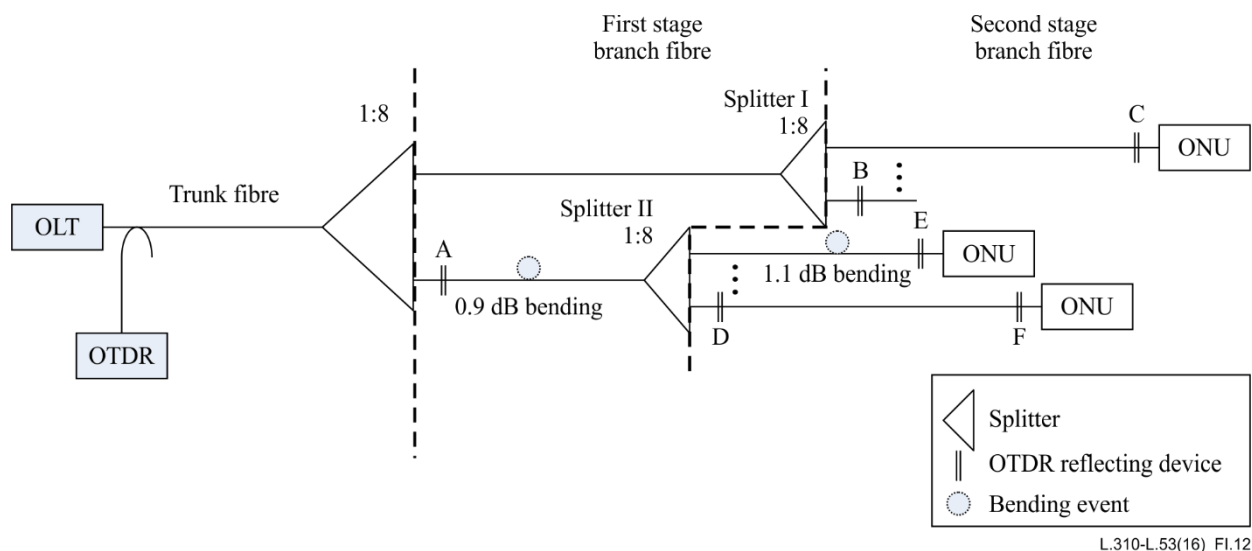 First stage
branch fibre
Second stage
branch fibre
1:8
Splitter I
1:8
C
ONU
B
Trunk fibre
OLT
Splitter II
1:8
E
ONU
A
1.1 dB bending
0.9 dB bending
ONU
D
F
OTDR
Splitter
OTDR reflecting device
Bending event
L.310-L.53(16)_FI.12